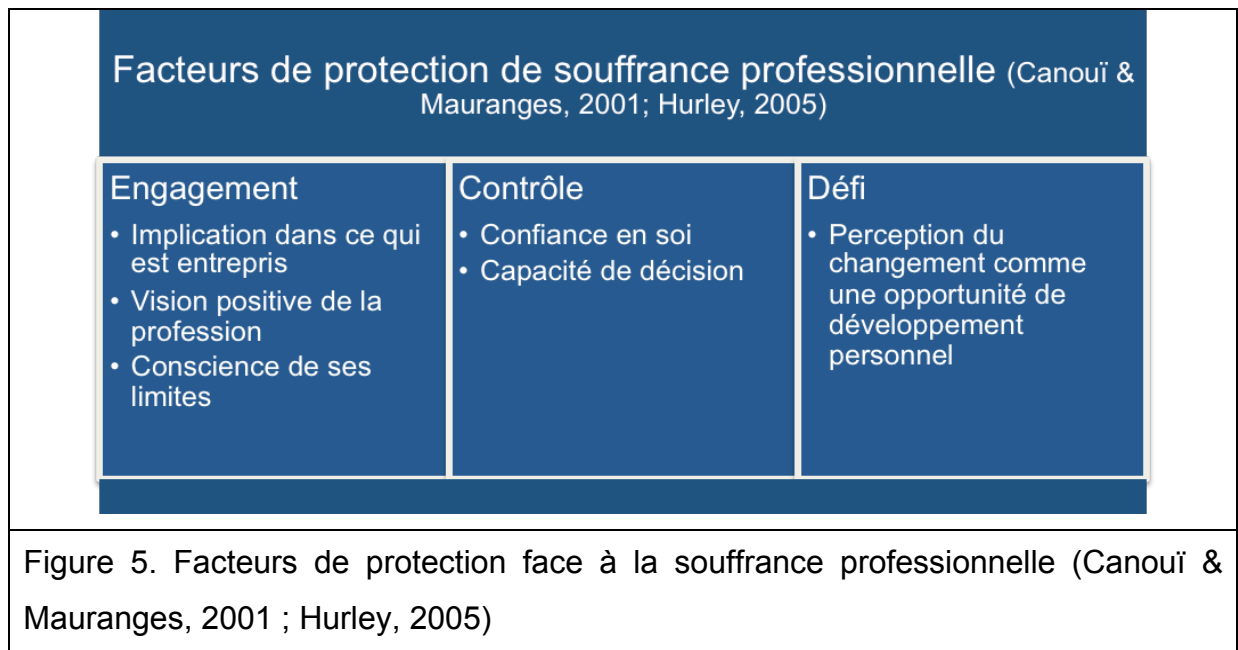 Facteurs de protection de souffrance professionnelle (Canouï &
Mauranges, 2001; Hurley, 2005)
Engagement
• Implication dans ce qui
est entrepris
• Vision positive de la
profession
• Conscience de ses
limites
Contrôle
• Confiance en soi
• Capacité de décision
Défi
• Perception du
changement comme
une opportunité de
développement
personnel
Figure 5. Facteurs de protection face à la souffrance professionnelle (Canouï &
Mauranges, 2001 ; Hurley, 2005)